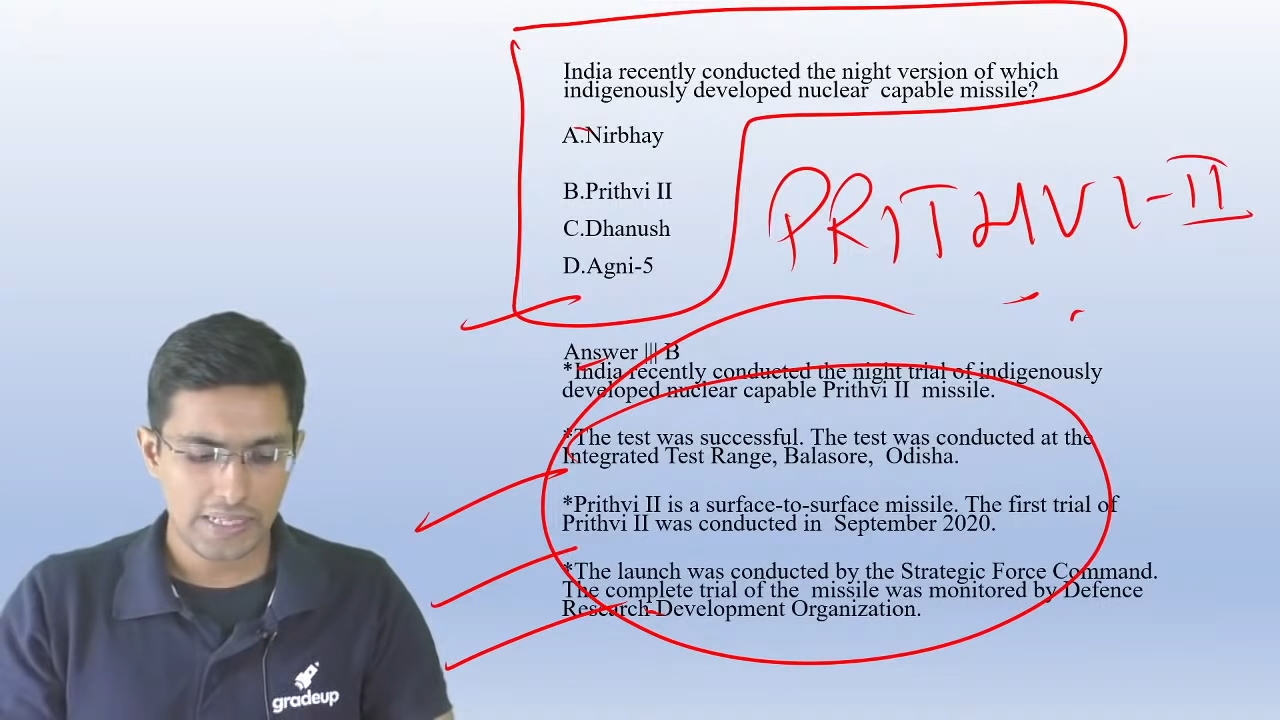 India recently conducted the night version of which
indigenously developed nuclear capable missile?
A.Nirbhay
B.Prithvi II
C.Dhanush
D.Agni-5
PRITHVI-II
Answer ||| B
*India recently conducted the night trial of indigenously
developed nuclear capable Prithvi II missile.
*The test was successful. The test was conducted at the
Integrated Test Range, Balasore, Odisha.
*Prithvi II is a surface-to-surface missile. The first trial of
Prithvi II was conducted in September 2020.
*The launch was conducted by the Strategic Force Command.
The complete trial of the missile was monitored by Defence
Research Development Organization.
gradeup